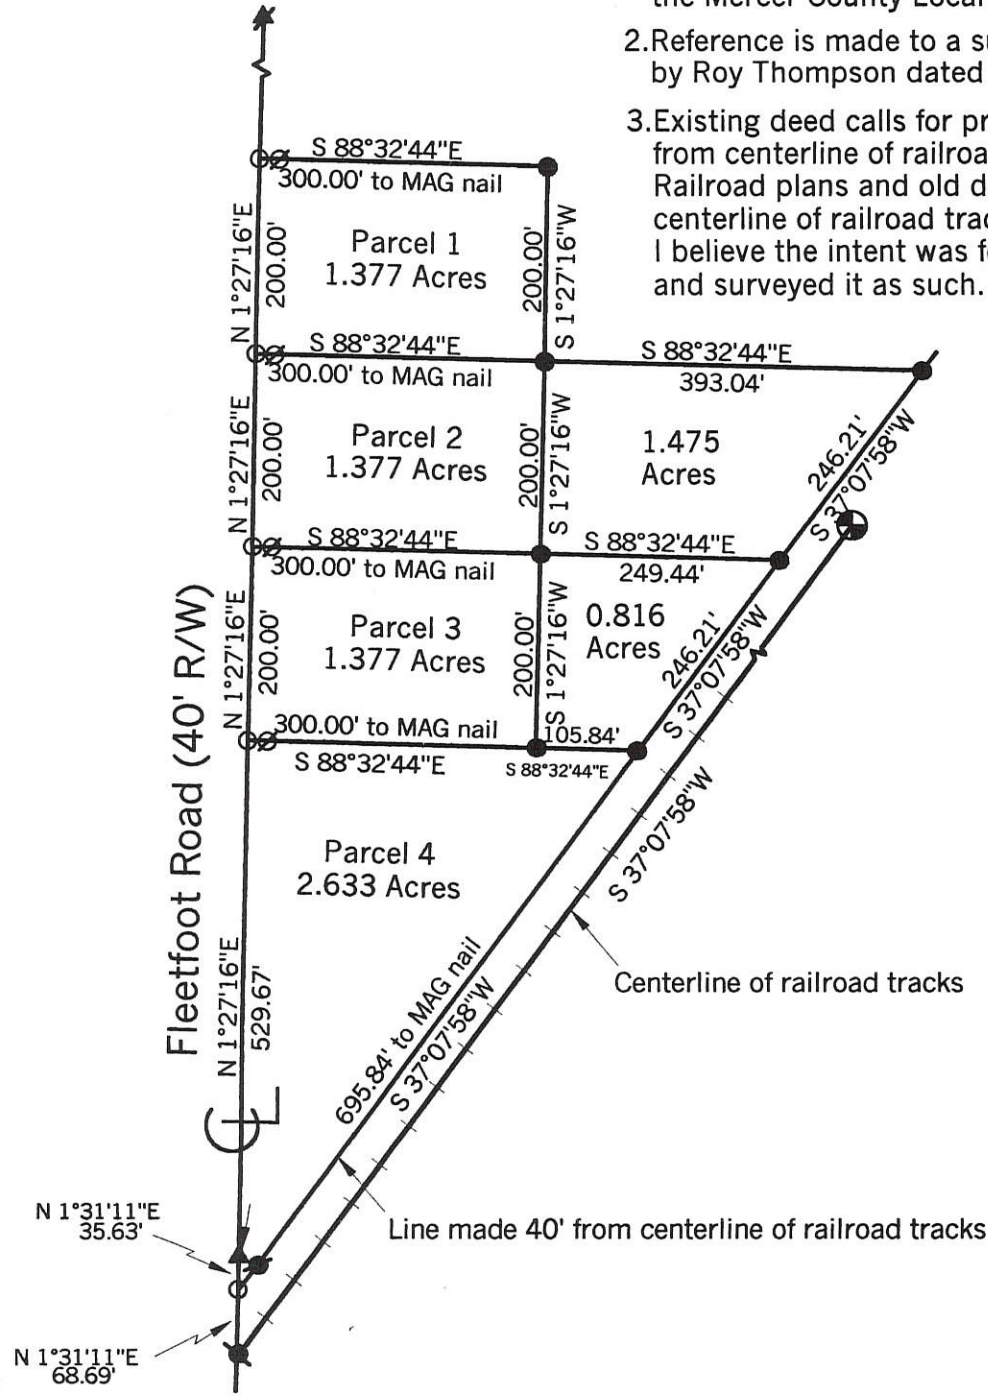 the Mercer County Local
2.Reference is made to a su
by Roy Thompson dated
3.Existing deed calls for pr
from centerline of railroa
Railroad plans and old d
centerline of railroad trac
I believe the intent was f
and surveyed it as such.
S 88°32'44"E
300.00' to MAG nail
N 1°27'16"E
200.00'
Parcel 1
1.377 Acres
200.00'
S 1°27'16"W
S 88°32'44"E
300.00' to MAG nail
S 88°32'44"E
393.04'
N 1°27'16"E
200.00'
Parcel 2
1.377 Acres
200.00'
S 1°27'16"W
1.475
Acres
246.21'
S 37°07'58"W
S 88°32'44"E
300.00' to MAG nail
S 88°32'44"E
249.44'
N 1°27'16"E
200.00'
Parcel 3
1.377 Acres
200.00'
S 1°27'16"W
0.816
Acres
246.21'
S 37°07'58"W
300.00' to MAG nail
S 88°32'44"E
105.84'
S 88°32'44"E
S 37°07'58"W
Fleetfoot Road (40' R/W)
Parcel 4
2.633 Acres
N 1°27'16"E
529.67'
695.84' to MAG nail
S 37°07'58"W
Centerline of railroad tracks
N 1°31'11"E
35.63'
Line made 40' from centerline of railroad tracks
N 1°31'11"E
68.69'